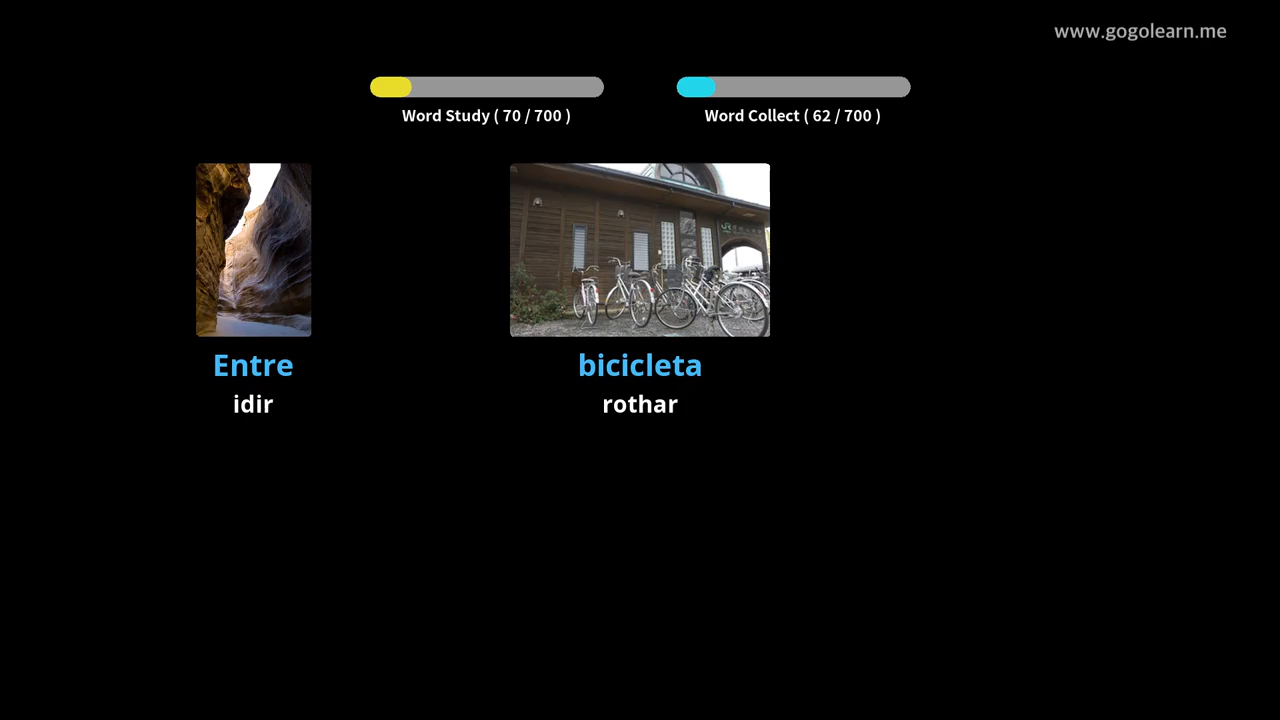 www.gogolearn.me
Word Study ( 70 / 700 )
Word Collect ( 62 / 700 )
Entre
idir
bicicleta
rothar